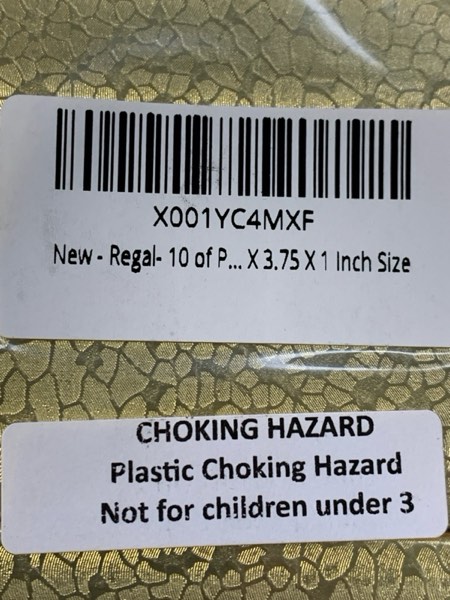 X001YC4MXF
New - Regal- 10 of P... X 3.75 X 1 Inch Size
CHOKING HAZARD
Plastic Choking Hazard
Not for children under 3